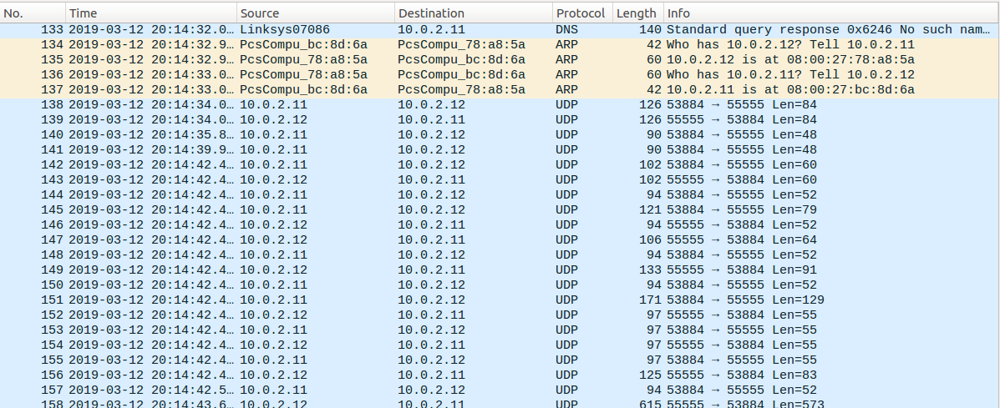 No. Time Source Destination Protocol Length Info
133 2019-03-12 20:14:32.0… Linksys07086 10.0.2.11 DNS 140 Standard query response 0x6246 No such nam…
134 2019-03-12 20:14:32.9… PcsCompu_bc:8d:6a PcsCompu_78:a8:5a ARP 42 Who has 10.0.2.12? Tell 10.0.2.11
135 2019-03-12 20:14:32.9… PcsCompu_78:a8:5a PcsCompu_bc:8d:6a ARP 60 10.0.2.12 is at 08:00:27:78:a8:5a
136 2019-03-12 20:14:33.0… PcsCompu_78:a8:5a PcsCompu_bc:8d:6a ARP 60 Who has 10.0.2.11? Tell 10.0.2.12
137 2019-03-12 20:14:33.0… PcsCompu_bc:8d:6a PcsCompu_78:a8:5a ARP 42 10.0.2.11 is at 08:00:27:bc:8d:6a
138 2019-03-12 20:14:34.0… 10.0.2.11 10.0.2.12 UDP 126 53884 → 55555 Len=84
139 2019-03-12 20:14:34.0… 10.0.2.12 10.0.2.11 UDP 126 55555 → 53884 Len=84
140 2019-03-12 20:14:35.8… 10.0.2.11 10.0.2.12 UDP 90 53884 → 55555 Len=48
141 2019-03-12 20:14:39.9… 10.0.2.11 10.0.2.12 UDP 90 53884 → 55555 Len=48
142 2019-03-12 20:14:42.4… 10.0.2.11 10.0.2.12 UDP 102 53884 → 55555 Len=60
143 2019-03-12 20:14:42.4… 10.0.2.12 10.0.2.11 UDP 102 55555 → 53884 Len=60
144 2019-03-12 20:14:42.4… 10.0.2.11 10.0.2.12 UDP 94 53884 → 55555 Len=52
145 2019-03-12 20:14:42.4… 10.0.2.11 10.0.2.12 UDP 121 53884 → 55555 Len=79
146 2019-03-12 20:14:42.4… 10.0.2.12 10.0.2.11 UDP 94 55555 → 53884 Len=52
147 2019-03-12 20:14:42.4… 10.0.2.12 10.0.2.11 UDP 106 55555 → 53884 Len=64
148 2019-03-12 20:14:42.4… 10.0.2.11 10.0.2.12 UDP 94 53884 → 55555 Len=52
149 2019-03-12 20:14:42.4… 10.0.2.12 10.0.2.11 UDP 133 55555 → 53884 Len=91
150 2019-03-12 20:14:42.4… 10.0.2.11 10.0.2.12 UDP 94 53884 → 55555 Len=52
151 2019-03-12 20:14:42.4… 10.0.2.11 10.0.2.12 UDP 171 53884 → 55555 Len=129
152 2019-03-12 20:14:42.4… 10.0.2.12 10.0.2.11 UDP 97 55555 → 53884 Len=55
153 2019-03-12 20:14:42.4… 10.0.2.11 10.0.2.12 UDP 97 53884 → 55555 Len=55
154 2019-03-12 20:14:42.4… 10.0.2.12 10.0.2.11 UDP 97 55555 → 53884 Len=55
155 2019-03-12 20:14:42.4… 10.0.2.11 10.0.2.12 UDP 97 53884 → 55555 Len=55
156 2019-03-12 20:14:42.4… 10.0.2.12 10.0.2.11 UDP 125 55555 → 53884 Len=83
157 2019-03-12 20:14:42.5… 10.0.2.11 10.0.2.12 UDP 94 53884 → 55555 Len=52
158 2019-03-12 20:14:43.6… 10.0.2.12 10.0.2.11 UDP 615 55555 → 53884 Len=573